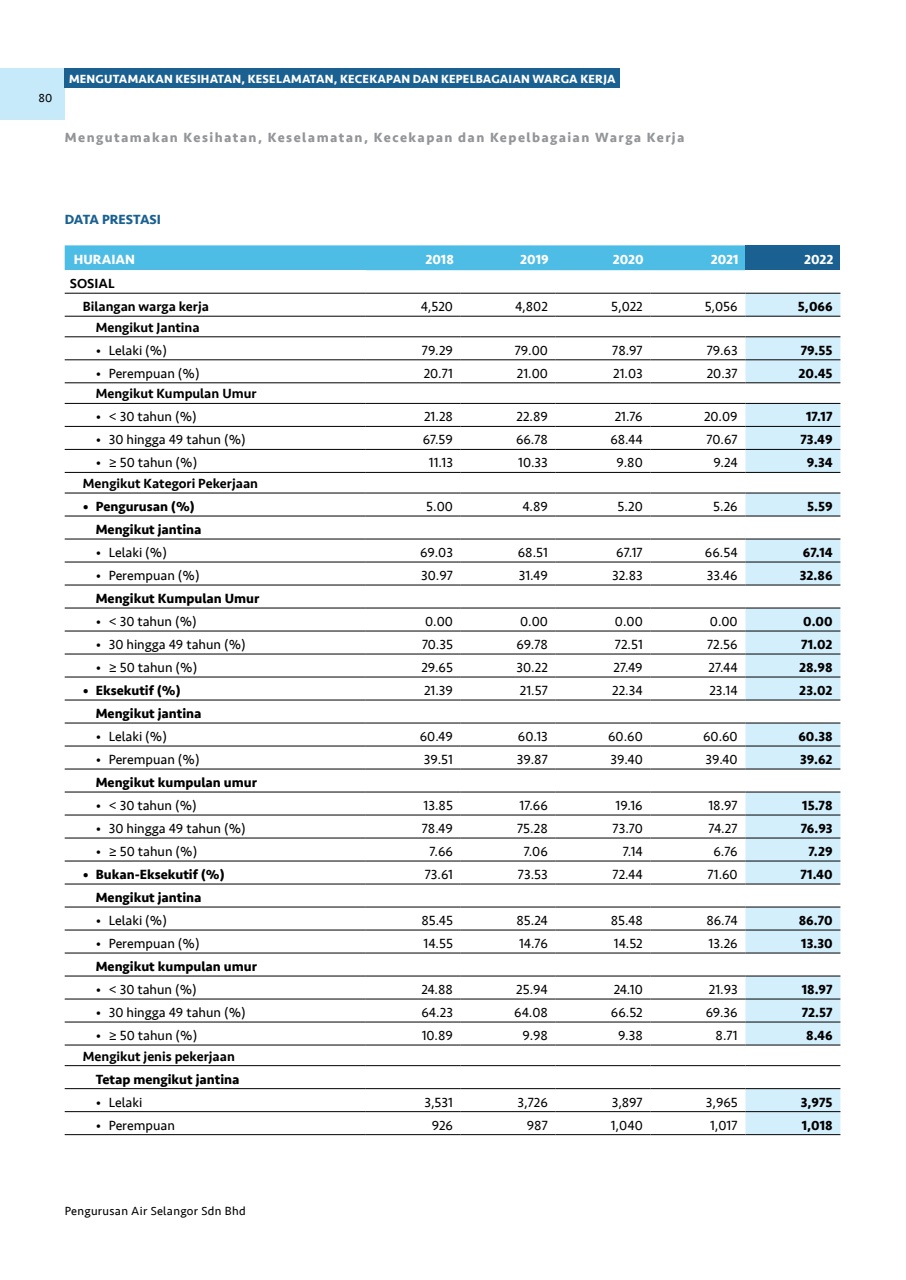 MENGUTAMAKAN KESIHATAN, KESELAMATAN, KECEKAPAN DAN KEPELBAGAIAN WARGA KERJA
80
Mengutamakan Kesihatan, Keselamatan, Kecekapan dan Kepelbagaian Warga Kerja
DATA PRESTASI
HURAIAN 2018 2019 2020 2021 2022
SOSIAL
Bilangan warga kerja 4,520 4,802 5,022 5,056 5,066
Mengikut Jantina
• Lelaki (%) 79.29 79.00 78.97 79.63 79.55
• Perempuan (%) 20.71 21.00 21.03 20.37 20.45
Mengikut Kumpulan Umur
• < 30 tahun (%) 21.28 22.89 21.76 20.09 17.17
• 30 hingga 49 tahun (%) 67.59 66.78 68.44 70.67 73.49
• ≥ 50 tahun (%) 11.13 10.33 9.80 9.24 9.34
Mengikut Kategori Pekerjaan
• Pengurusan (%) 5.00 4.89 5.20 5.26 5.59
Mengikut jantina
• Lelaki (%) 69.03 68.51 67.17 66.54 67.14
• Perempuan (%) 30.97 31.49 32.83 33.46 32.86
Mengikut Kumpulan Umur
• < 30 tahun (%) 0.00 0.00 0.00 0.00 0.00
• 30 hingga 49 tahun (%) 70.35 69.78 72.51 72.56 71.02
• ≥ 50 tahun (%) 29.65 30.22 27.49 27.44 28.98
• Eksekutif (%) 21.39 21.57 22.34 23.14 23.02
Mengikut jantina
• Lelaki (%) 60.49 60.13 60.60 60.60 60.38
• Perempuan (%) 39.51 39.87 39.40 39.40 39.62
Mengikut kumpulan umur
• < 30 tahun (%) 13.85 17.66 19.16 18.97 15.78
• 30 hingga 49 tahun (%) 78.49 75.28 73.70 74.27 76.93
• ≥ 50 tahun (%) 7.66 7.06 7.14 6.76 7.29
• Bukan-Eksekutif (%) 73.61 73.53 72.44 71.60 71.40
Mengikut jantina
• Lelaki (%) 85.45 85.24 85.48 86.74 86.70
• Perempuan (%) 14.55 14.76 14.52 13.26 13.30
Mengikut kumpulan umur
• < 30 tahun (%) 24.88 25.94 24.10 21.93 18.97
• 30 hingga 49 tahun (%) 64.23 64.08 66.52 69.36 72.57
• ≥ 50 tahun (%) 10.89 9.98 9.38 8.71 8.46
Mengikut jenis pekerjaan
Tetap mengikut jantina
• Lelaki 3,531 3,726 3,897 3,965 3,975
• Perempuan 926 987 1,040 1,017 1,018
Pengurusan Air Selangor Sdn Bhd